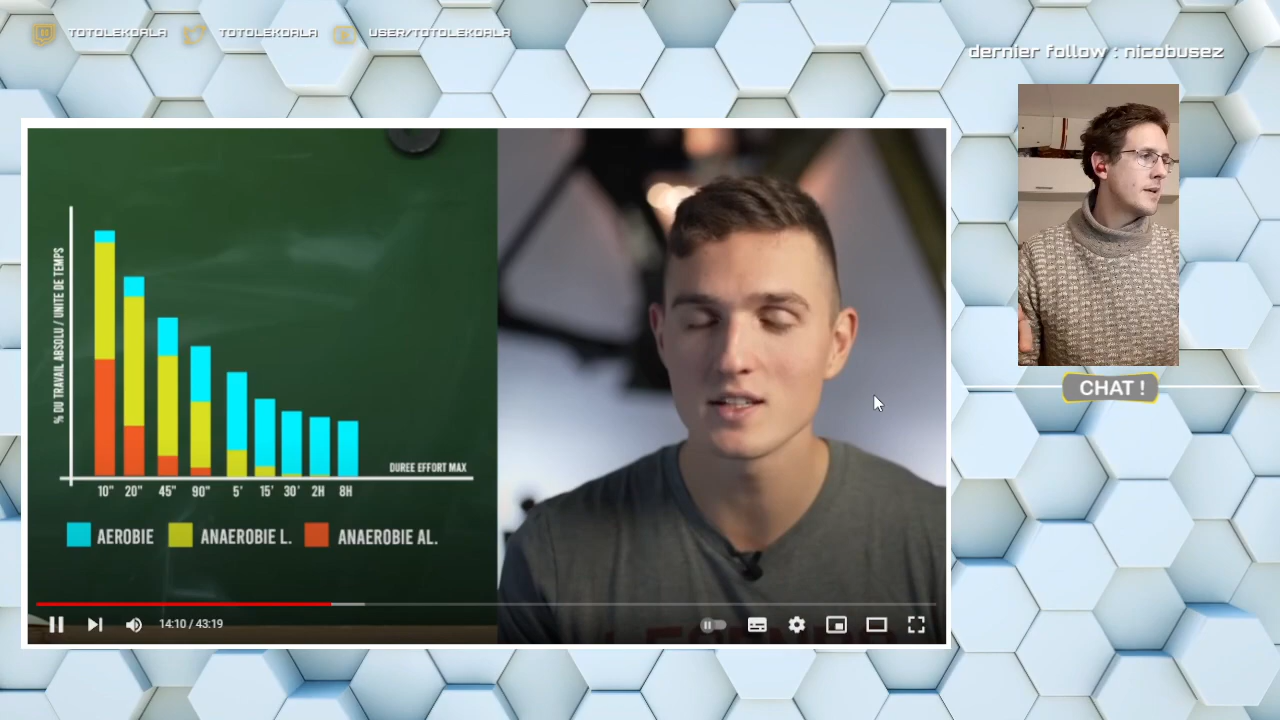 TOTOLEKOALA TOTOLEKOALA USER/TOTOLEKOALA
dernier follow : nicobusez
% DU TRAVAIL ABSOLU / UNITE DE TEMPS
DUREE EFFORT MAX
10" 20" 45" 90" 5' 15' 30' 2H 8H
AEROBIE ANAEROBIE L. ANAEROBIE AL.
CHAT !
14:10 / 43:19